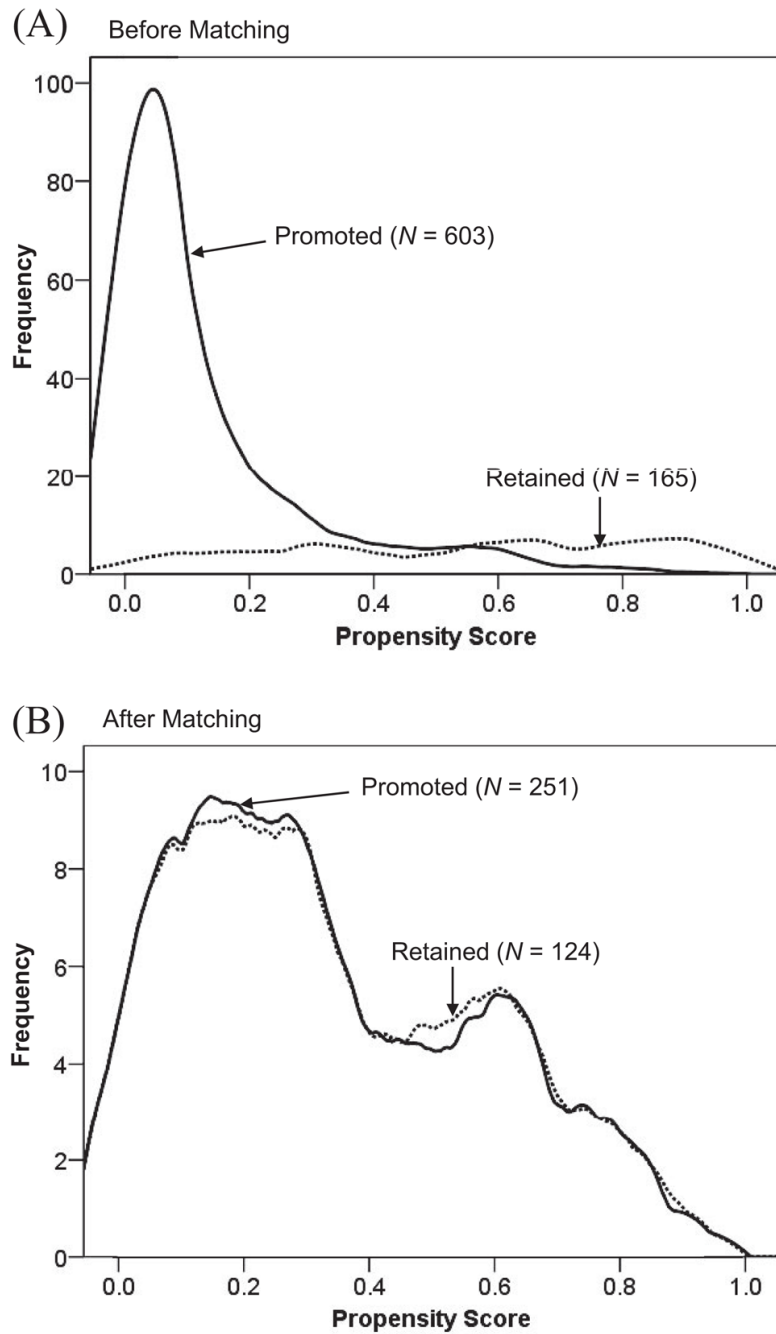 (A) Before Matching
100
80
Promoted (N = 603)
60
Frequency
40
20
Retained (N = 165)
0
0.0 0.2 0.4 0.6 0.8 1.0
Propensity Score
(B) After Matching
10
Promoted (N = 251)
8
Retained (N = 124)
6
Frequency
4
2
0
0.0 0.2 0.4 0.6 0.8 1.0
Propensity Score